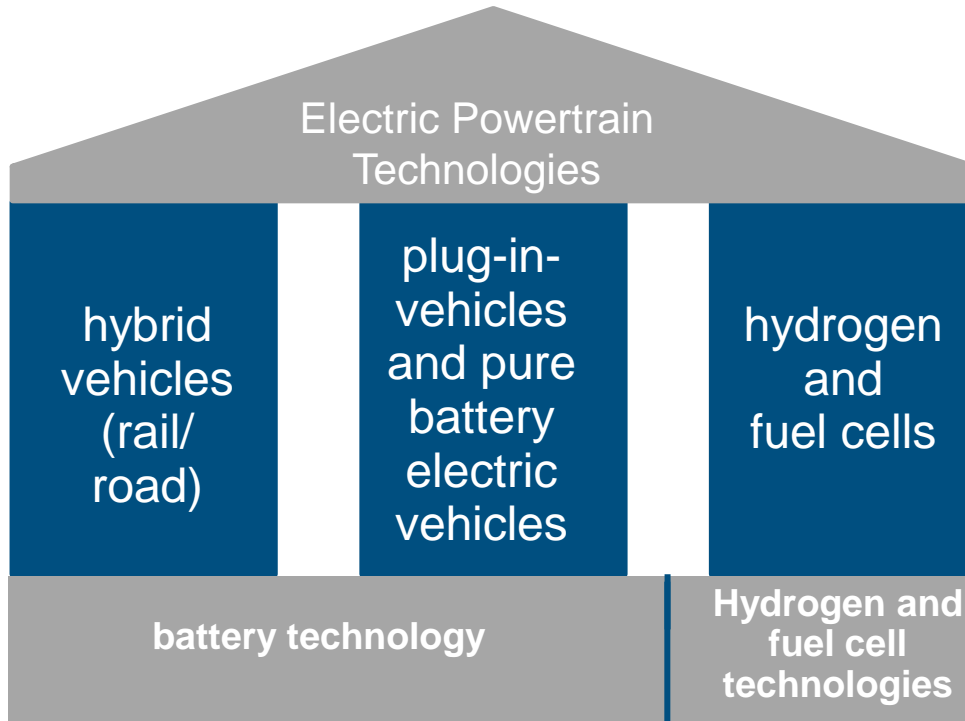 Electric Powertrain
Technologies
hybrid
vehicles
(rail/
road)
plug-in-
vehicles
and pure
battery
electric
vehicles
hydrogen
and
fuel cells
battery technology
Hydrogen and
fuel cell
technologies